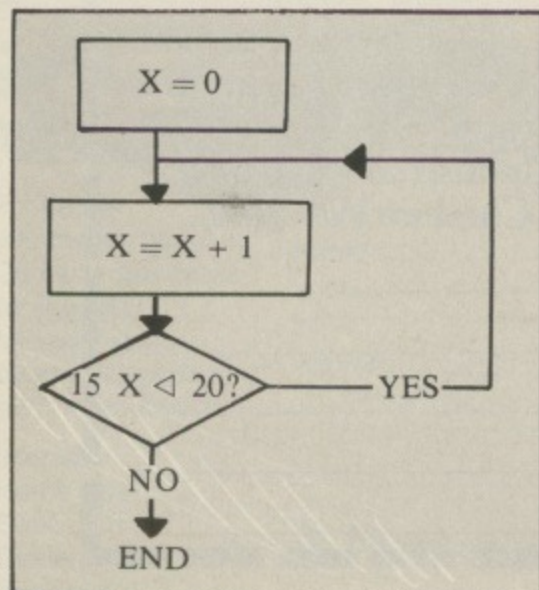 X = 0
X = X + 1
15 X ◁ 20?
YES
NO
END